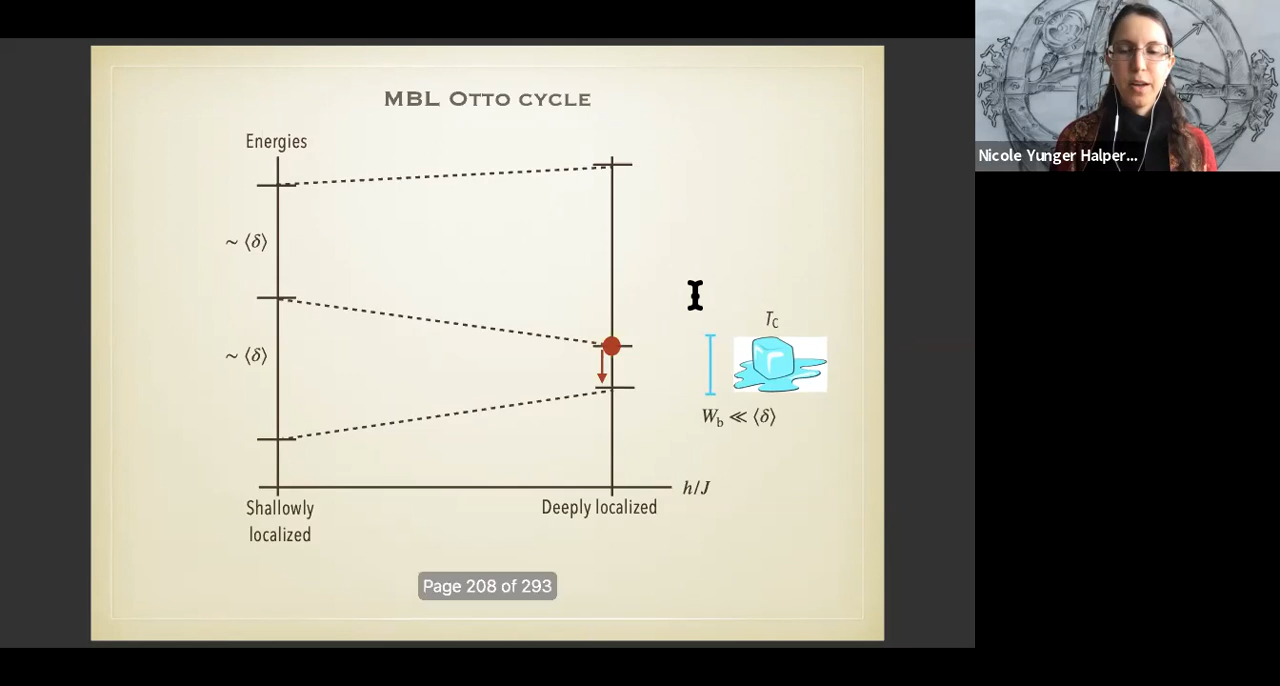 MBL OTTO CYCLE
Energies
~ ⟨δ⟩
~ ⟨δ⟩
T_C
W_b ≪ ⟨δ⟩
h/J
Shallowly
localized
Deeply localized
Page 208 of 293
Nicole Yunger Halper...